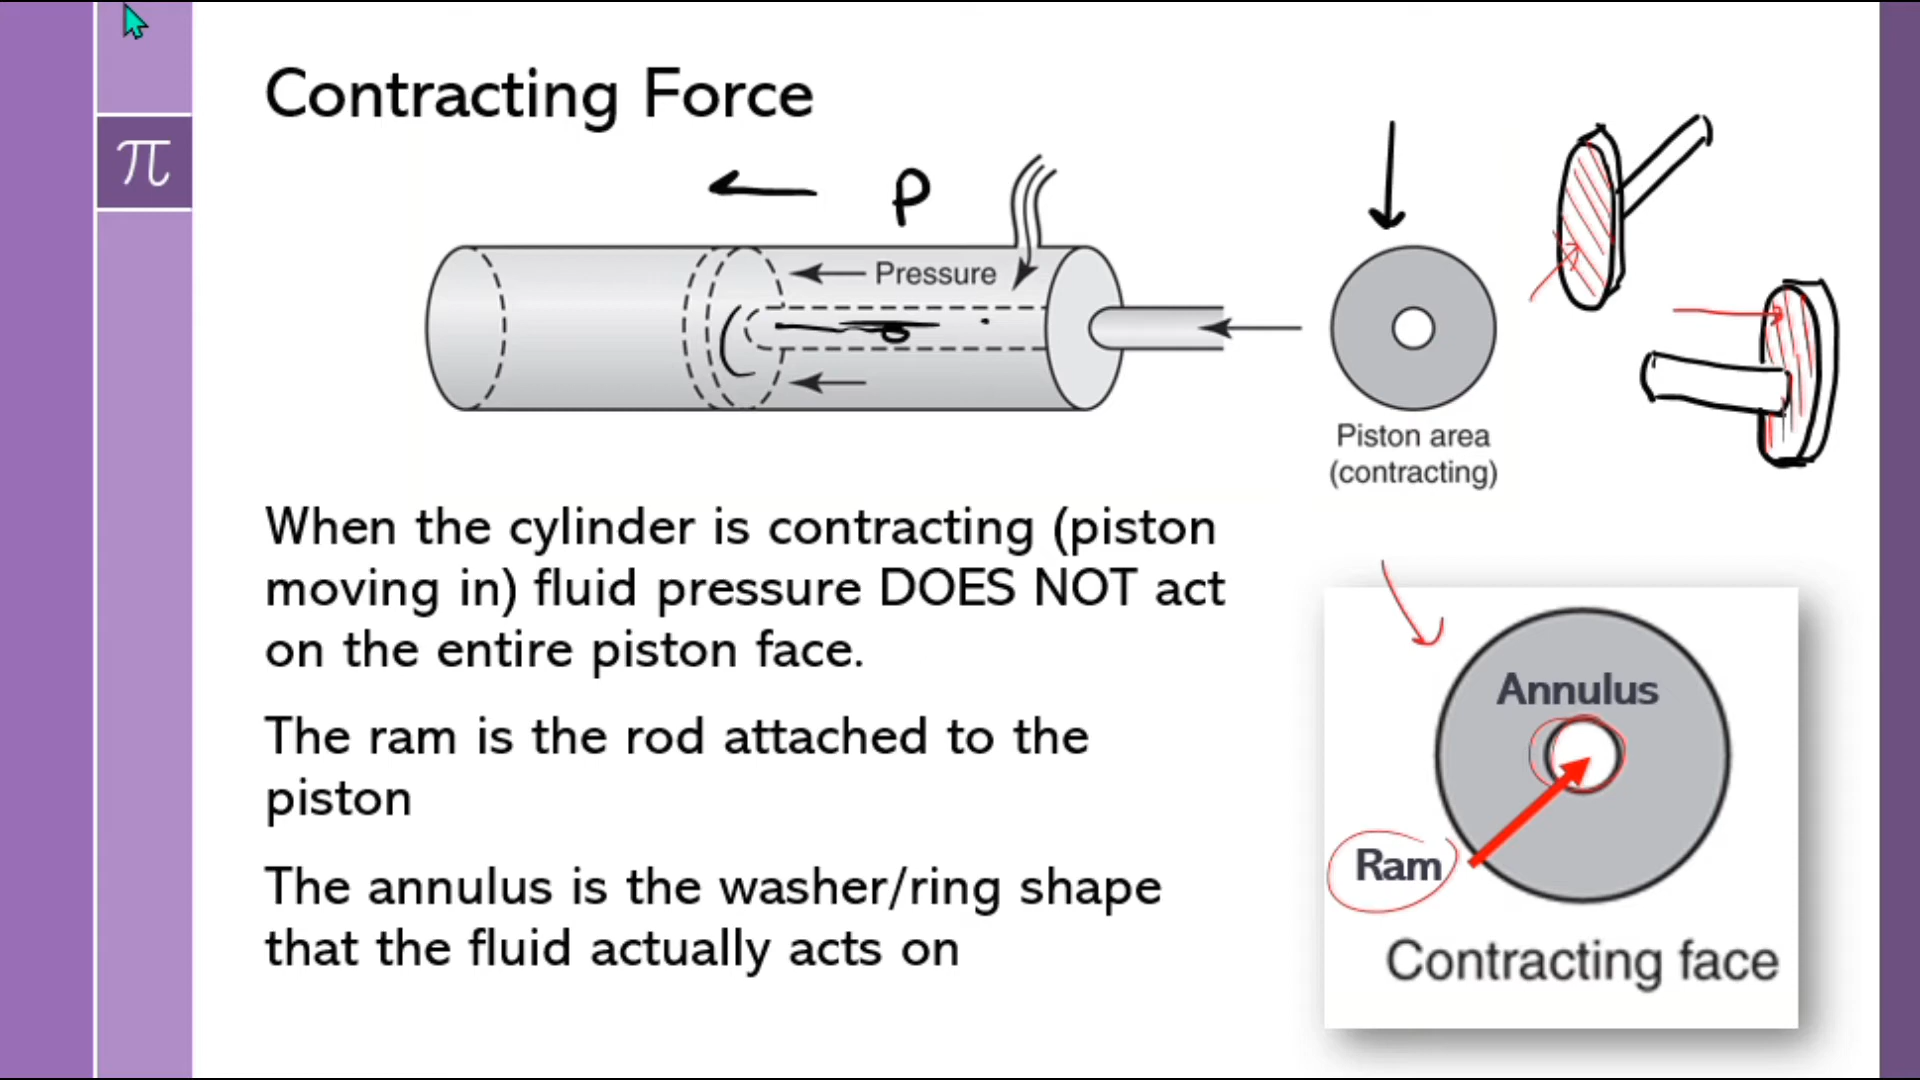 Contracting Force
π
P
Pressure
Piston area
(contracting)
When the cylinder is contracting (piston
moving in) fluid pressure DOES NOT act
on the entire piston face.
The ram is the rod attached to the
piston
The annulus is the washer/ring shape
that the fluid actually acts on
Annulus
Ram
Contracting face